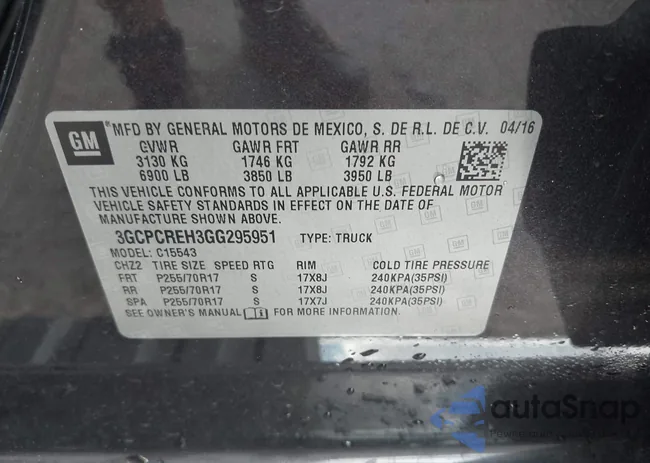 GM ® MFD BY GENERAL MOTORS DE MEXICO, S. DE R.L. DE C.V. 04/16
GVWR GAWR FRT GAWR RR
3130 KG 1746 KG 1792 KG
6900 LB 3850 LB 3950 LB
THIS VEHICLE CONFORMS TO ALL APPLICABLE U.S. FEDERAL MOTOR
VEHICLE SAFETY STANDARDS IN EFFECT ON THE DATE OF
MANUFACTURE SHOWN ABOVE.
3GCPCREH3GG295951 TYPE: TRUCK
MODEL: C15543
CHZ2 TIRE SIZE SPEED RTG RIM COLD TIRE PRESSURE
FRT P255/70R17 S 17X8J 240KPA(35PSI)
RR P255/70R17 S 17X8J 240KPA(35PSI)
SPA P255/70R17 S 17X7J 240KPA(35PSI)
SEE OWNER'S MANUAL FOR MORE INFORMATION.
autoSnap
Powered by